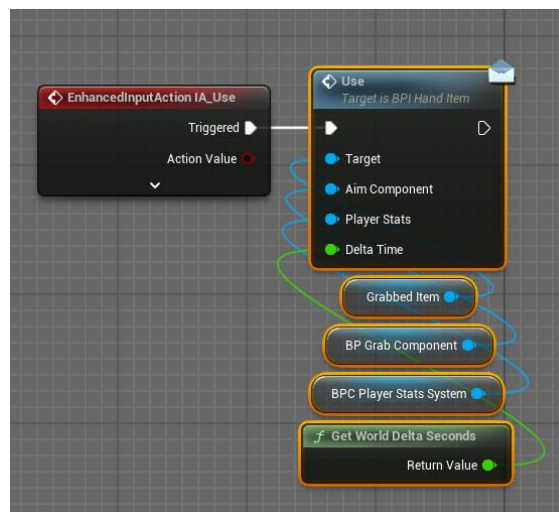 EnhancedInputAction IA_Use
Triggered
Action Value
Use
Target is BPI Hand Item
Target
Aim Component
Player Stats
Delta Time
Grabbed Item
BP Grab Component
BPC Player Stats System
f Get World Delta Seconds
Return Value